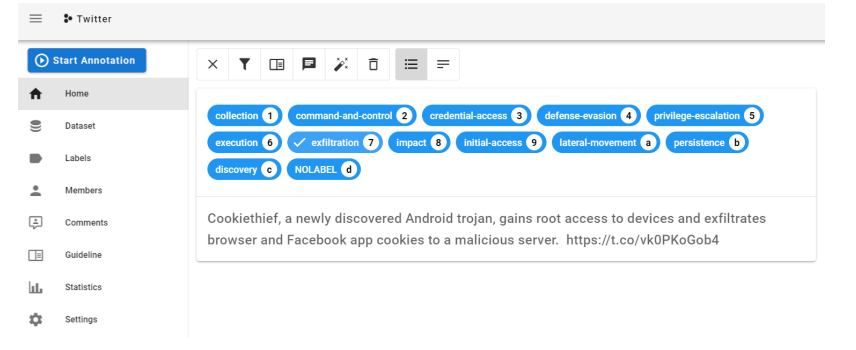 Twitter
Start Annotation
Home
Dataset
Labels
Members
Comments
Guideline
Statistics
Settings
collection 1 command-and-control 2 credential-access 3 defense-evasion 4 privilege-escalation 5
execution 6 exfiltration 7 impact 8 initial-access 9 lateral-movement a persistence b
discovery c NOLABEL d
Cookiethief, a newly discovered Android trojan, gains root access to devices and exfiltrates
browser and Facebook app cookies to a malicious server. https://t.co/vk0PKoGob4